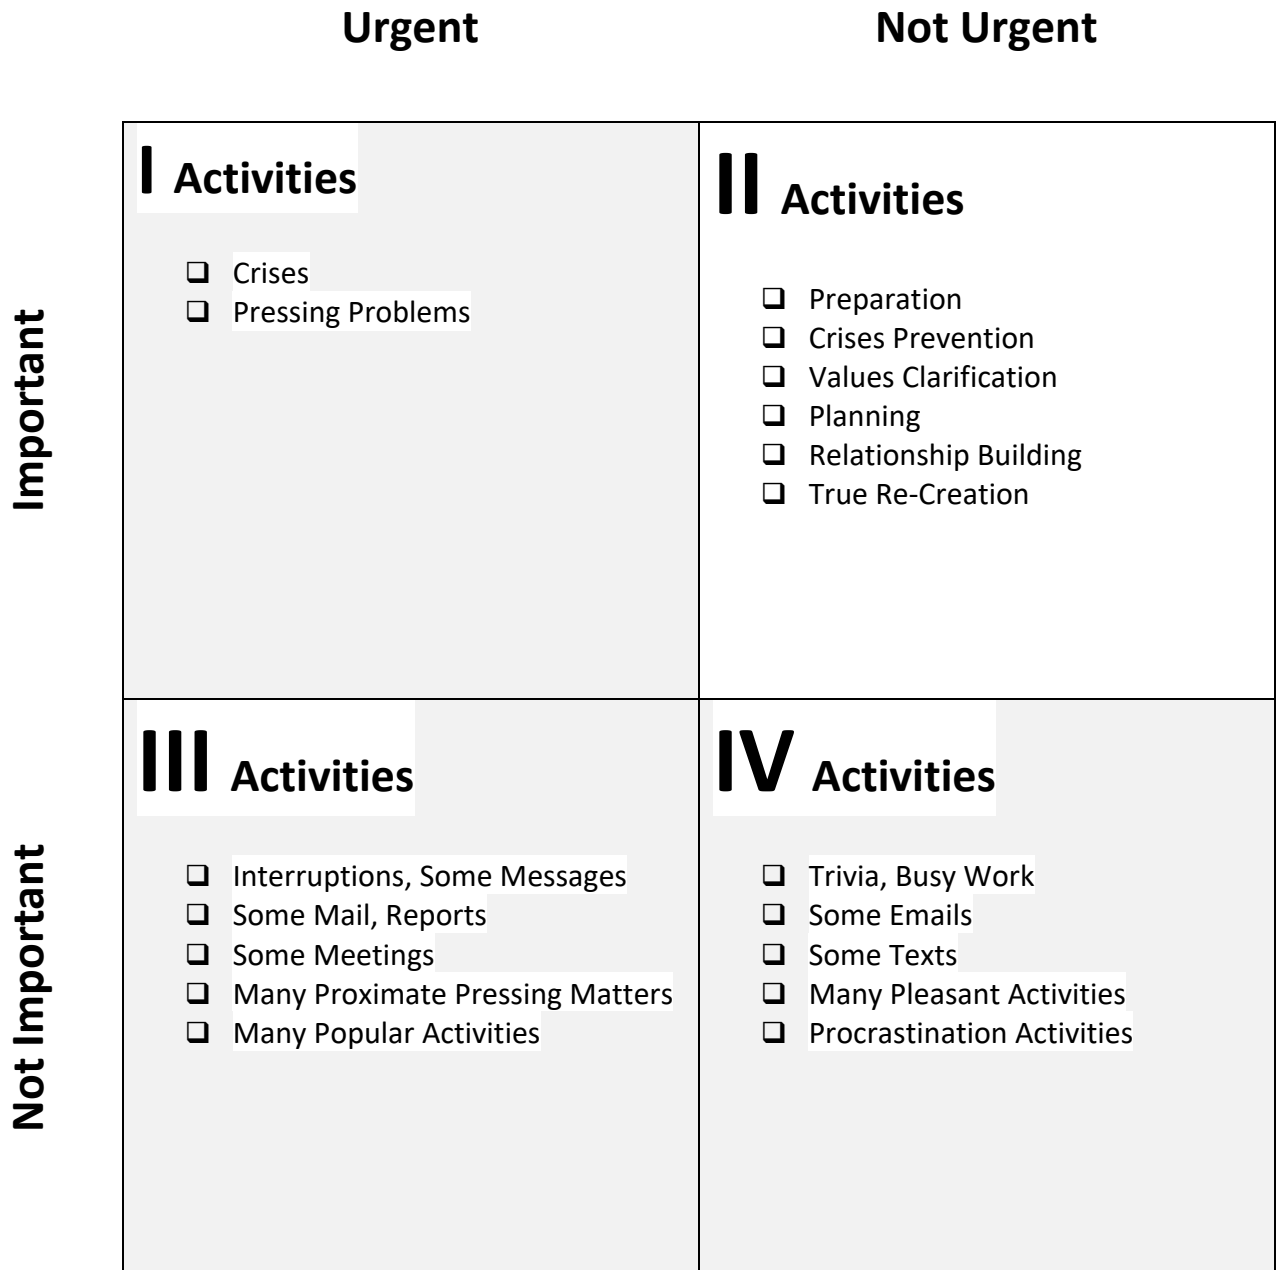 Urgent
Not Urgent
Important
I Activities
❑ Crises
❑ Pressing Problems
II Activities
❑ Preparation
❑ Crises Prevention
❑ Values Clarification
❑ Planning
❑ Relationship Building
❑ True Re-Creation
Not Important
III Activities
❑ Interruptions, Some Messages
❑ Some Mail, Reports
❑ Some Meetings
❑ Many Proximate Pressing Matters
❑ Many Popular Activities
IV Activities
❑ Trivia, Busy Work
❑ Some Emails
❑ Some Texts
❑ Many Pleasant Activities
❑ Procrastination Activities